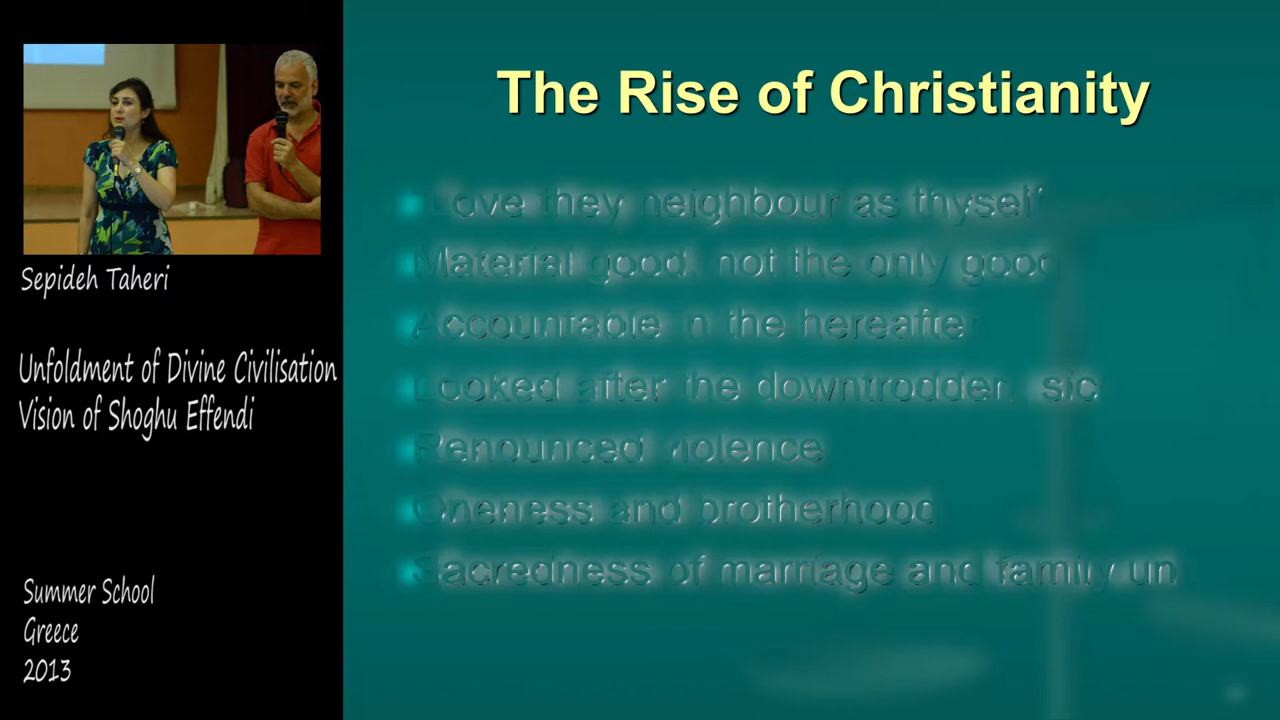 Sepideh Taheri
Unfoldment of Divine Civilisation
Vision of Shoghu Effendi
Summer School
Greece
2013
The Rise of Christianity
Love they neighbour as thyself
Material good, not the only good
Accountable in the hereafter
Looked after the downtrodden, sic
Renounced violence
Oneness and brotherhood
Sacredness of marriage and family un